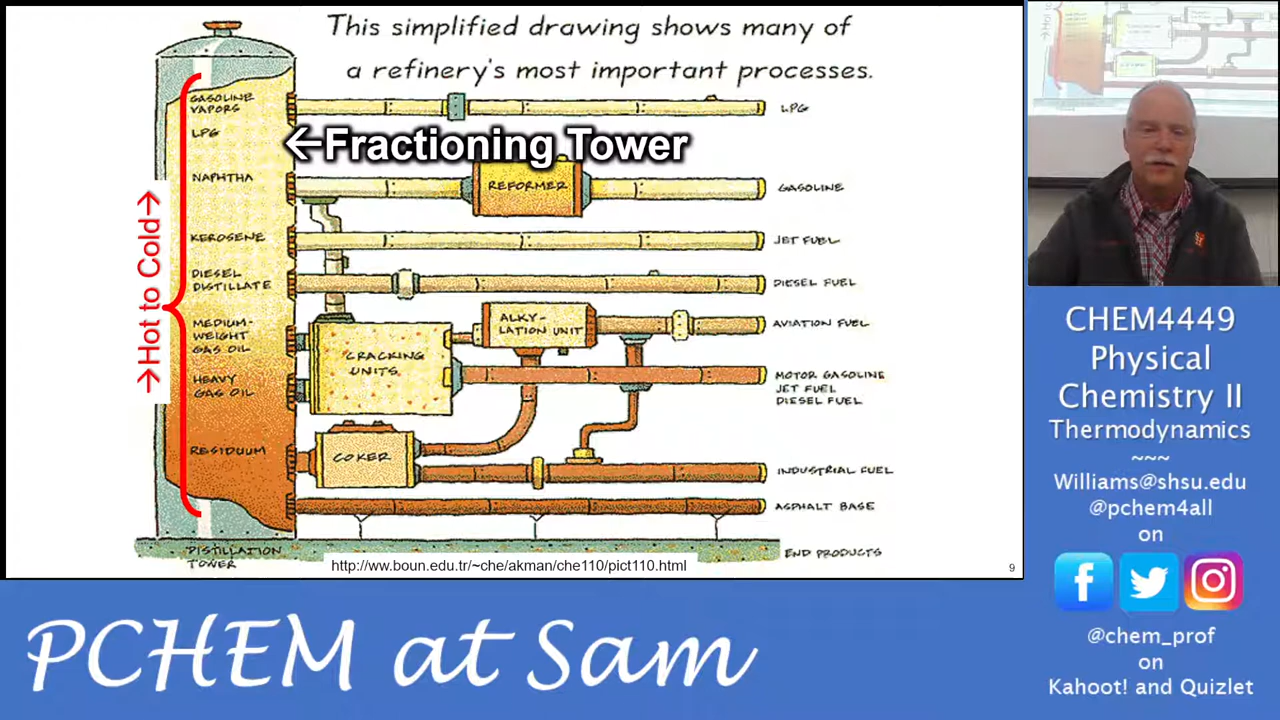 This simplified drawing shows many of
a refinery's most important processes.
GASOLINE
VAPORS
LPG
LPG
←Fractioning Tower
NAPHTHA
REFORMER
GASOLINE
→Hot to Cold→
KEROSENE
JET FUEL
DIESEL
DISTILLATE
DIESEL FUEL
MEDIUM-
WEIGHT
GAS OIL
ALKY-
LATION UNIT
AVIATION FUEL
CRACKING
UNITS.
HEAVY
GAS OIL
MOTOR GASOLINE
JET FUEL
DIESEL FUEL
RESIDUUM
COKER
INDUSTRIAL FUEL
ASPHALT BASE
DISTILLATION
TOWER
END PRODUCTS
http://ww.boun.edu.tr/~che/akman/che110/pict110.html
9
CHEM4449
Physical
Chemistry II
Thermodynamics
~~~
Williams@shsu.edu
@pchem4all
on
@chem_prof
on
Kahoot! and Quizlet
PCHEM at Sam